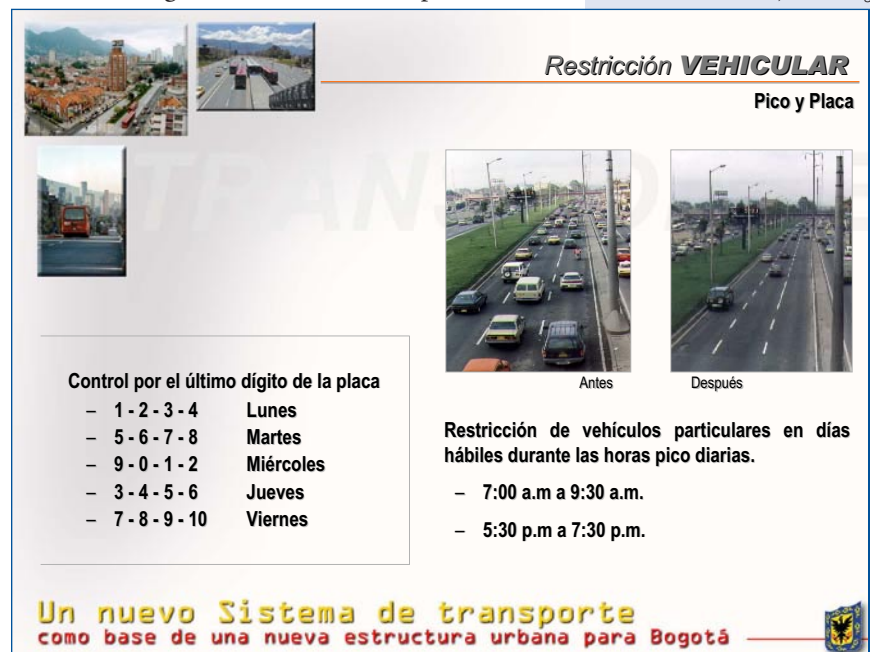 Restricción VEHICULAR
Pico y Placa
Antes
Después
Control por el último dígito de la placa
– 1 - 2 - 3 - 4 Lunes
– 5 - 6 - 7 - 8 Martes
– 9 - 0 - 1 - 2 Miércoles
– 3 - 4 - 5 - 6 Jueves
– 7 - 8 - 9 - 10 Viernes
Restricción de vehículos particulares en días
hábiles durante las horas pico diarias.
– 7:00 a.m a 9:30 a.m.
– 5:30 p.m a 7:30 p.m.
Un nuevo Sistema de transporte
como base de una nueva estructura urbana para Bogotá